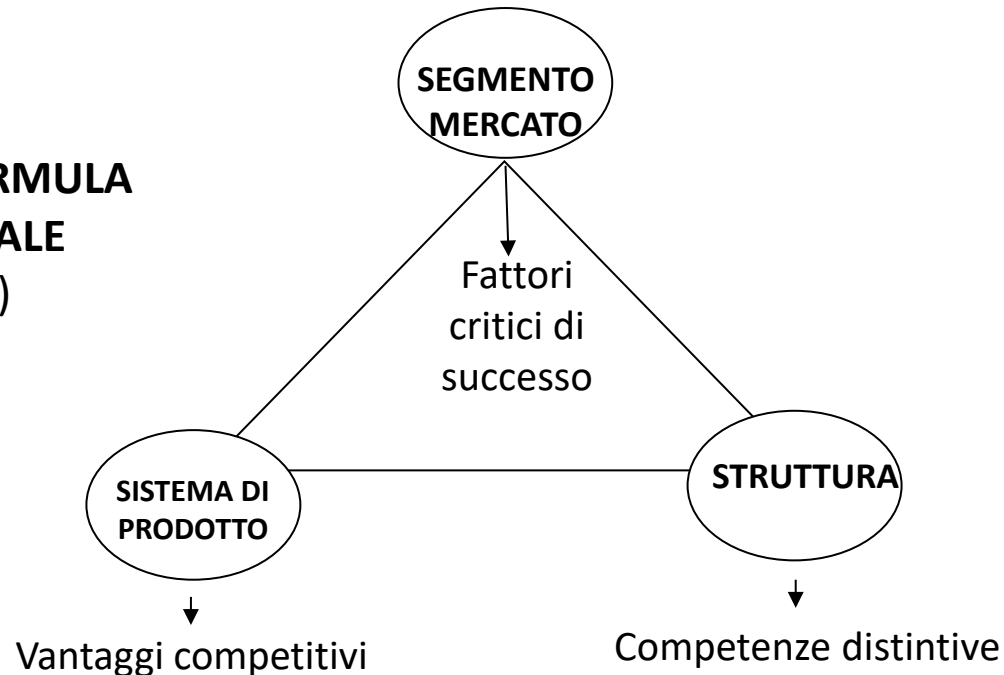 SEGMENTO
MERCATO
RMULA
ALE
)
Fattori
critici di
successo
SISTEMA DI
PRODOTTO
STRUTTURA
Vantaggi competitivi
Competenze distintive